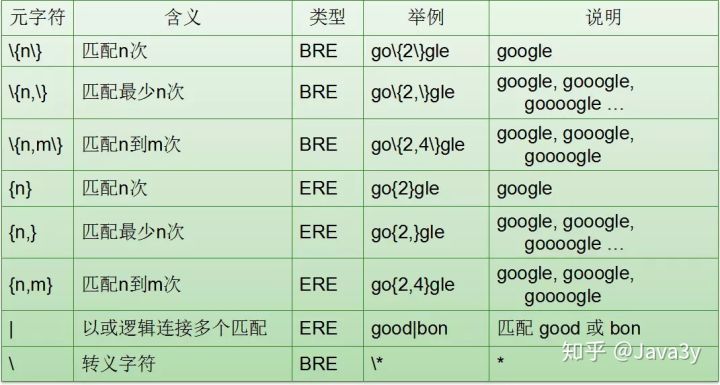 元字符 含义 类型 举例 说明
\{n\} 匹配n次 BRE go\{2\}gle google
\{n,\} 匹配最少n次 BRE go\{2,\}gle google, gooogle,
goooogle …
\{n,m\} 匹配n到m次 BRE go\{2,4\}gle google, gooogle,
goooogle
{n} 匹配n次 ERE go{2}gle google
{n,} 匹配最少n次 ERE go{2,}gle google, gooogle,
goooogle …
{n,m} 匹配n到m次 ERE go{2,4}gle google, gooogle,
goooogle
| 以或逻辑连接多个匹配 ERE good|bon 匹配 good 或 bon
\ 转义字符 BRE \* *
知乎 @Java3y